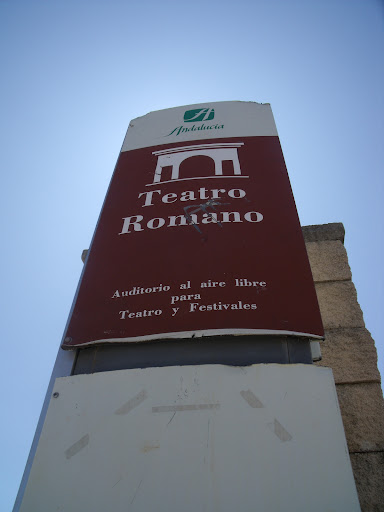 Andalucía
Teatro
Romano
Auditorio al aire libre
para
Teatro y Festivales